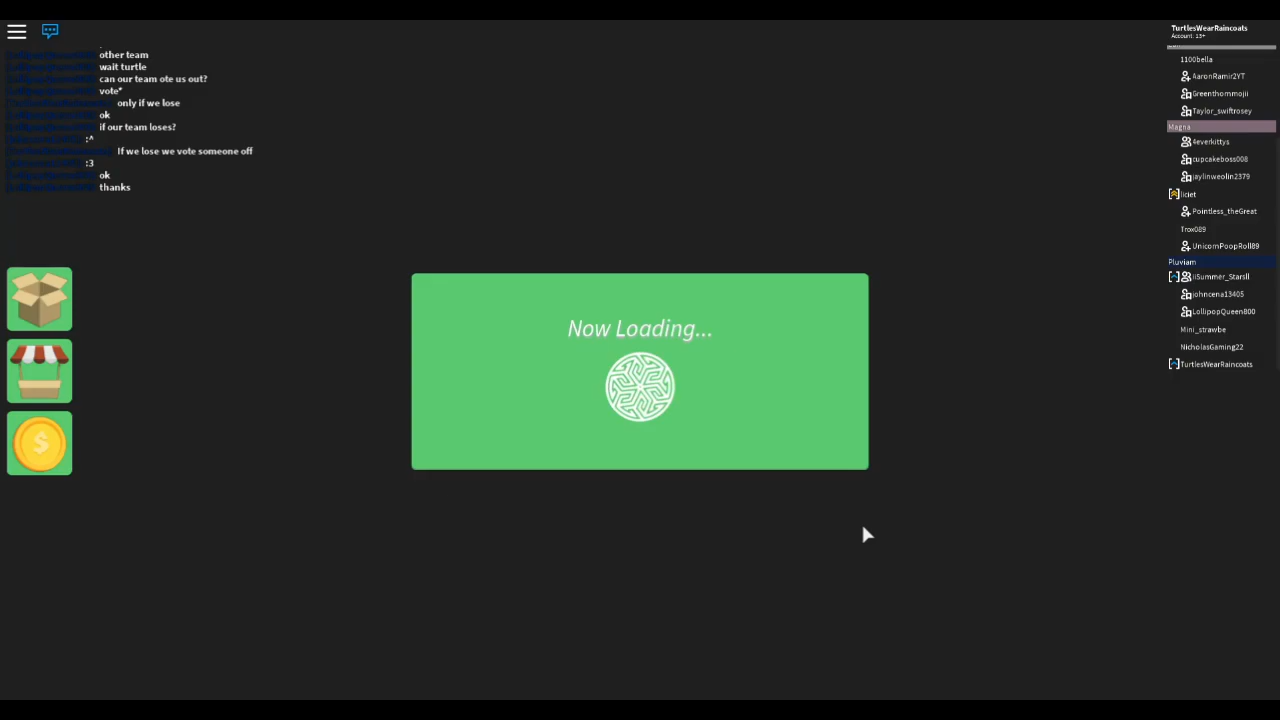 other team
wait turtle
can our team ote us out?
vote*
only if we lose
ok
if our team loses?
:^
If we lose we vote someone off
:3
ok
thanks
Now Loading...
TurtlesWearRaincoats
Account: 13+
1100bella
AaronRamir2YT
Greenthommojii
Taylor_swiftrosey
Magna
4everkittys
cupcakeboss008
jaylinweolin2379
liciet
Pointless_theGreat
Trox089
UnicornPoopRoll89
Pluviam
IiSummer_StarsIl
johncena13405
LollipopQueen800
Mini_strawbe
NicholasGaming22
TurtlesWearRaincoats